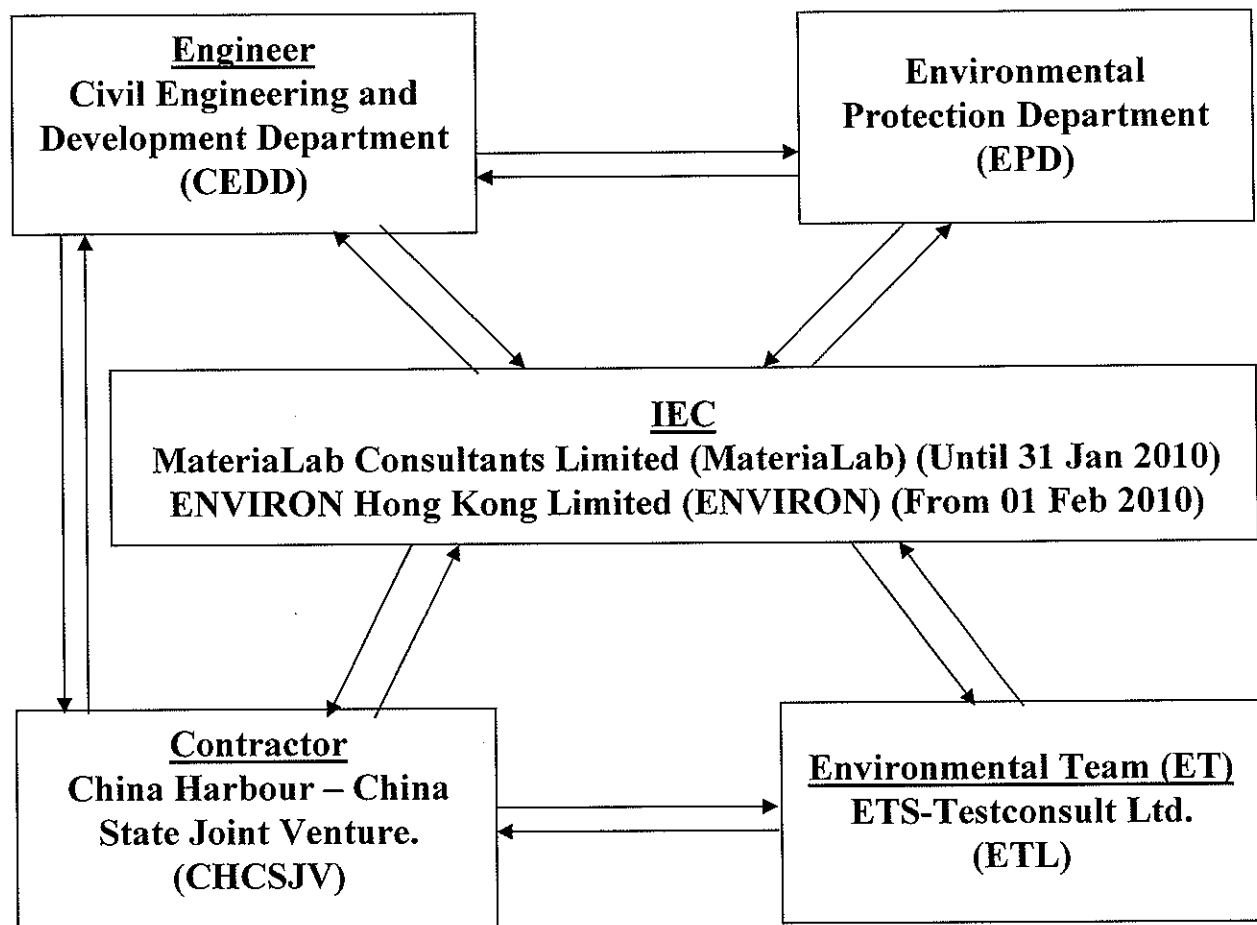 Engineer
Civil Engineering and
Development Department
(CEDD)
Environmental
Protection Department
(EPD)
IEC
MateriaLab Consultants Limited (MateriaLab) (Until 31 Jan 2010)
ENVIRON Hong Kong Limited (ENVIRON) (From 01 Feb 2010)
Contractor
China Harbour – China
State Joint Venture.
(CHCSJV)
Environmental Team (ET)
ETS-Testconsult Ltd.
(ETL)